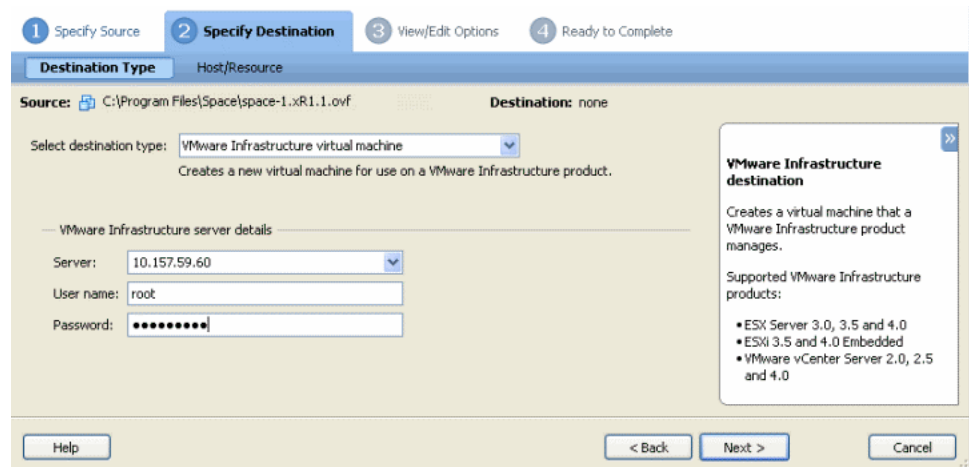 1 Specify Source 2 Specify Destination 3 View/Edit Options 4 Ready to Complete
Destination Type Host/Resource
Source: C:\Program Files\Space\space-1.xR1.1.ovf Destination: none
Select destination type: VMware Infrastructure virtual machine
Creates a new virtual machine for use on a VMware Infrastructure product.
VMware Infrastructure server details
Server: 10.157.59.60
User name: root
Password: ●●●●●●●●●
»
VMware Infrastructure
destination
Creates a virtual machine that a
VMware Infrastructure product
manages.
Supported VMware Infrastructure
products:
• ESX Server 3.0, 3.5 and 4.0
• ESXi 3.5 and 4.0 Embedded
• VMware vCenter Server 2.0, 2.5
and 4.0
Help < Back Next > Cancel